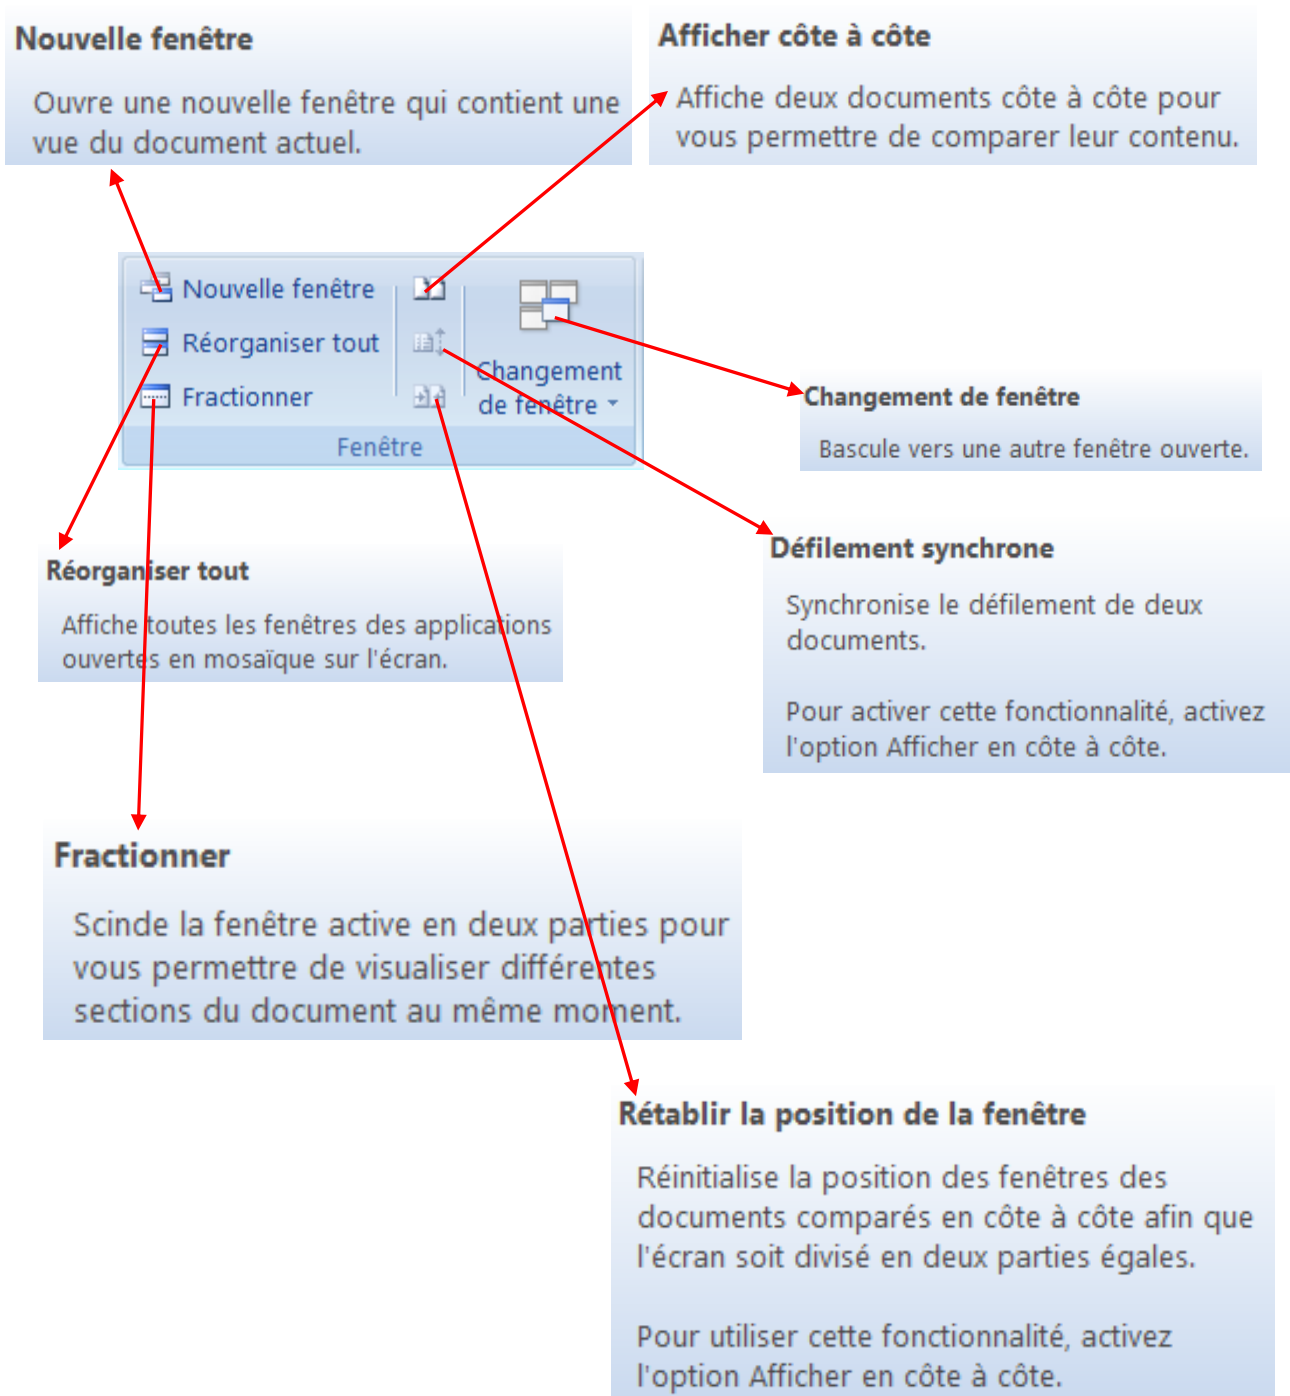 Nouvelle fenêtre
Ouvre une nouvelle fenêtre qui contient une
vue du document actuel.
Afficher côte à côte
Affiche deux documents côte à côte pour
vous permettre de comparer leur contenu.
Nouvelle fenêtre
Réorganiser tout
Fractionner
Changement
de fenêtre
Fenêtre
Changement de fenêtre
Bascule vers une autre fenêtre ouverte.
Réorganiser tout
Affiche toutes les fenêtres des applications
ouvertes en mosaïque sur l'écran.
Défilement synchrone
Synchronise le défilement de deux
documents.
Pour activer cette fonctionnalité, activez
l'option Afficher en côte à côte.
Fractionner
Scinde la fenêtre active en deux parties pour
vous permettre de visualiser différentes
sections du document au même moment.
Rétablir la position de la fenêtre
Réinitialise la position des fenêtres des
documents comparés en côte à côte afin que
l'écran soit divisé en deux parties égales.
Pour utiliser cette fonctionnalité, activez
l'option Afficher en côte à côte.